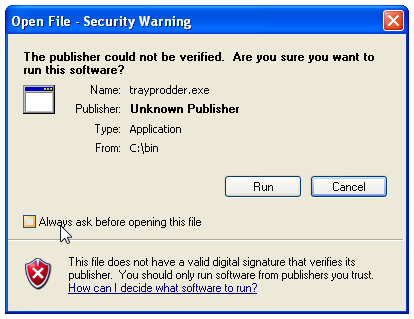 Open File - Security Warning
The publisher could not be verified.  Are you sure you want to
run this software?
Name: trayprodder.exe
Publisher: Unknown Publisher
Type: Application
From: C:\bin
Run Cancel
Always ask before opening this file
This file does not have a valid digital signature that verifies its
publisher.  You should only run software from publishers you trust.
How can I decide what software to run?